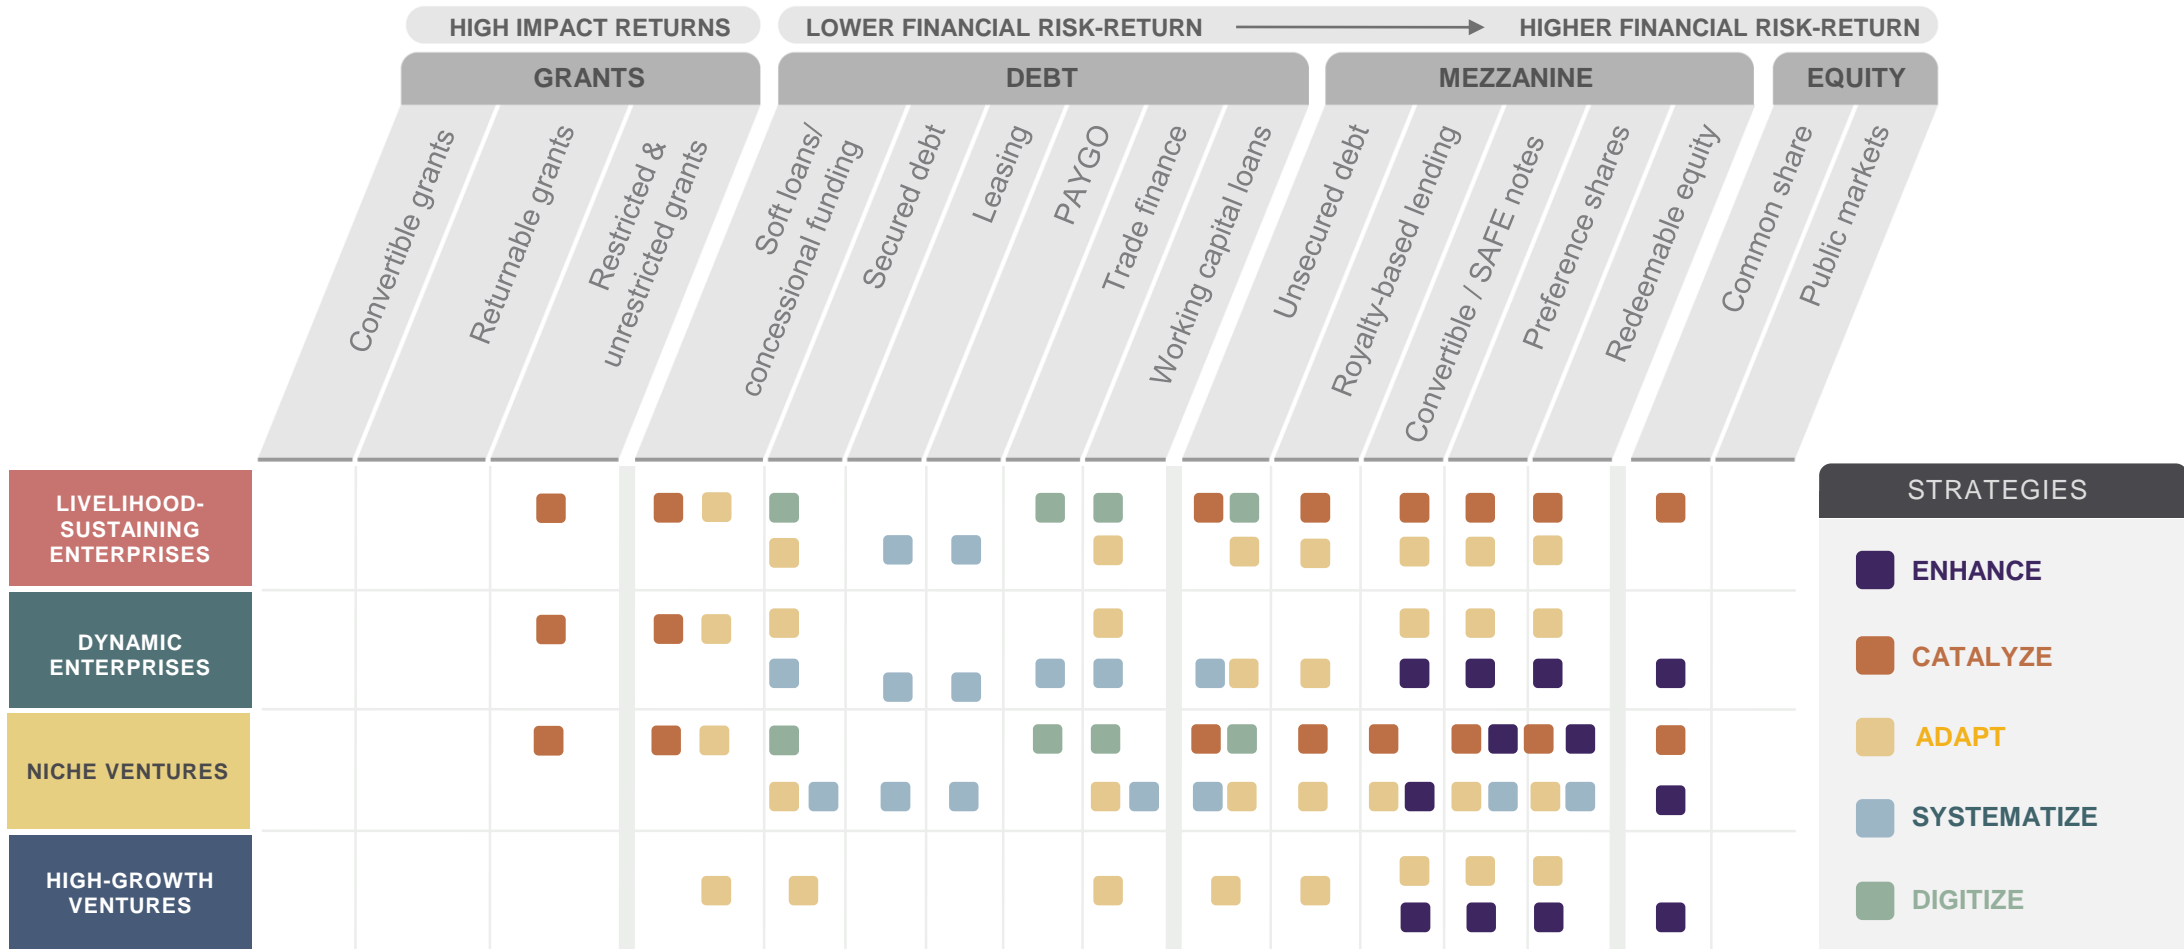 HIGH IMPACT RETURNS
LOWER FINANCIAL RISK-RETURN
HIGHER FINANCIAL RISK-RETURN
GRANTS
DEBT
MEZZANINE
EQUITY
Convertible grants
Returnable grants
Restricted &
unrestricted grants
Soft loans/
concessional funding
Secured debt
Leasing
PAYGO
Trade finance
Working capital loans
Unsecured debt
Royalty-based lending
Convertible / SAFE notes
Preference shares
Redeemable equity
Common share
Public markets
LIVELIHOOD-
SUSTAINING
ENTERPRISES
DYNAMIC
ENTERPRISES
NICHE VENTURES
HIGH-GROWTH
VENTURES
STRATEGIES
ENHANCE
CATALYZE
ADAPT
SYSTEMATIZE
DIGITIZE